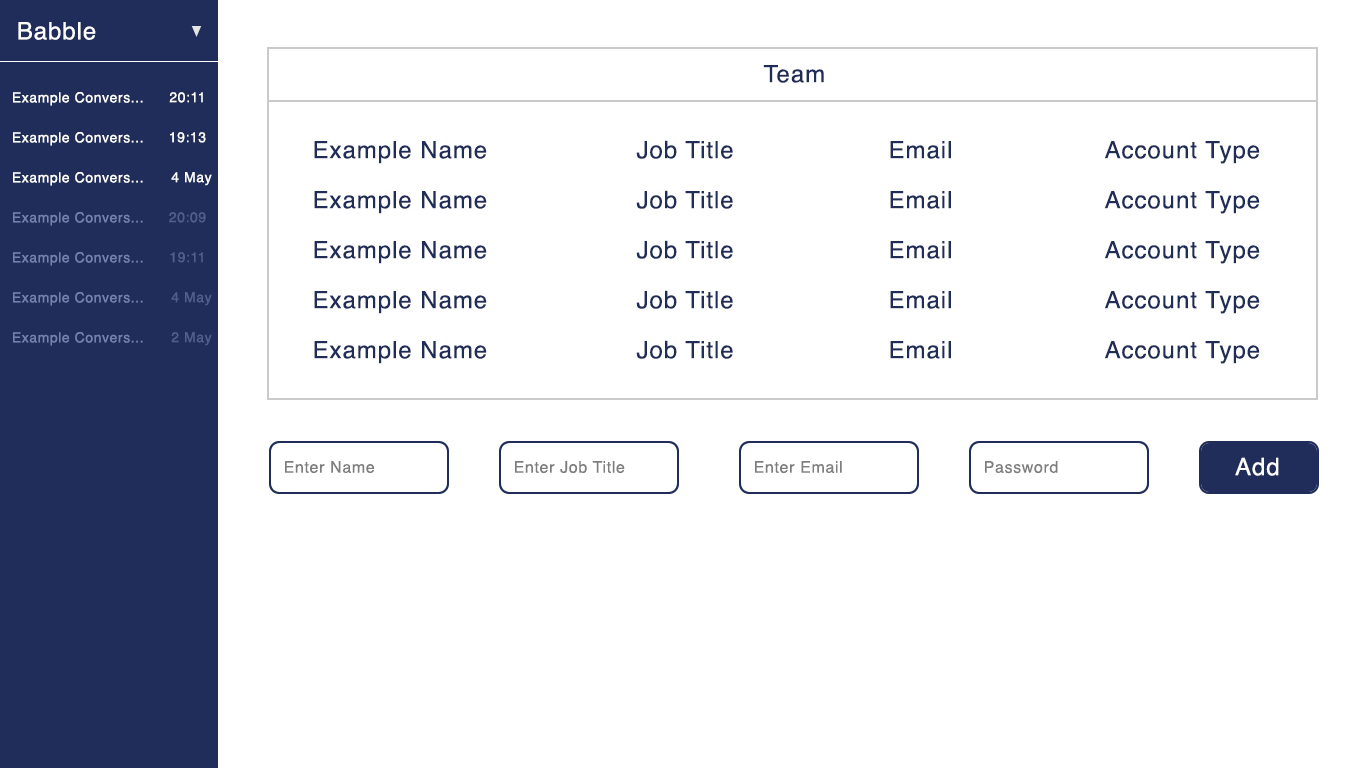 Babble ▼
Example Convers... 20:11
Example Convers... 19:13
Example Convers... 4 May
Example Convers... 20:09
Example Convers... 19:11
Example Convers... 4 May
Example Convers... 2 May
Team
Example Name Job Title Email Account Type
Example Name Job Title Email Account Type
Example Name Job Title Email Account Type
Example Name Job Title Email Account Type
Example Name Job Title Email Account Type
Enter Name Enter Job Title Enter Email Password Add